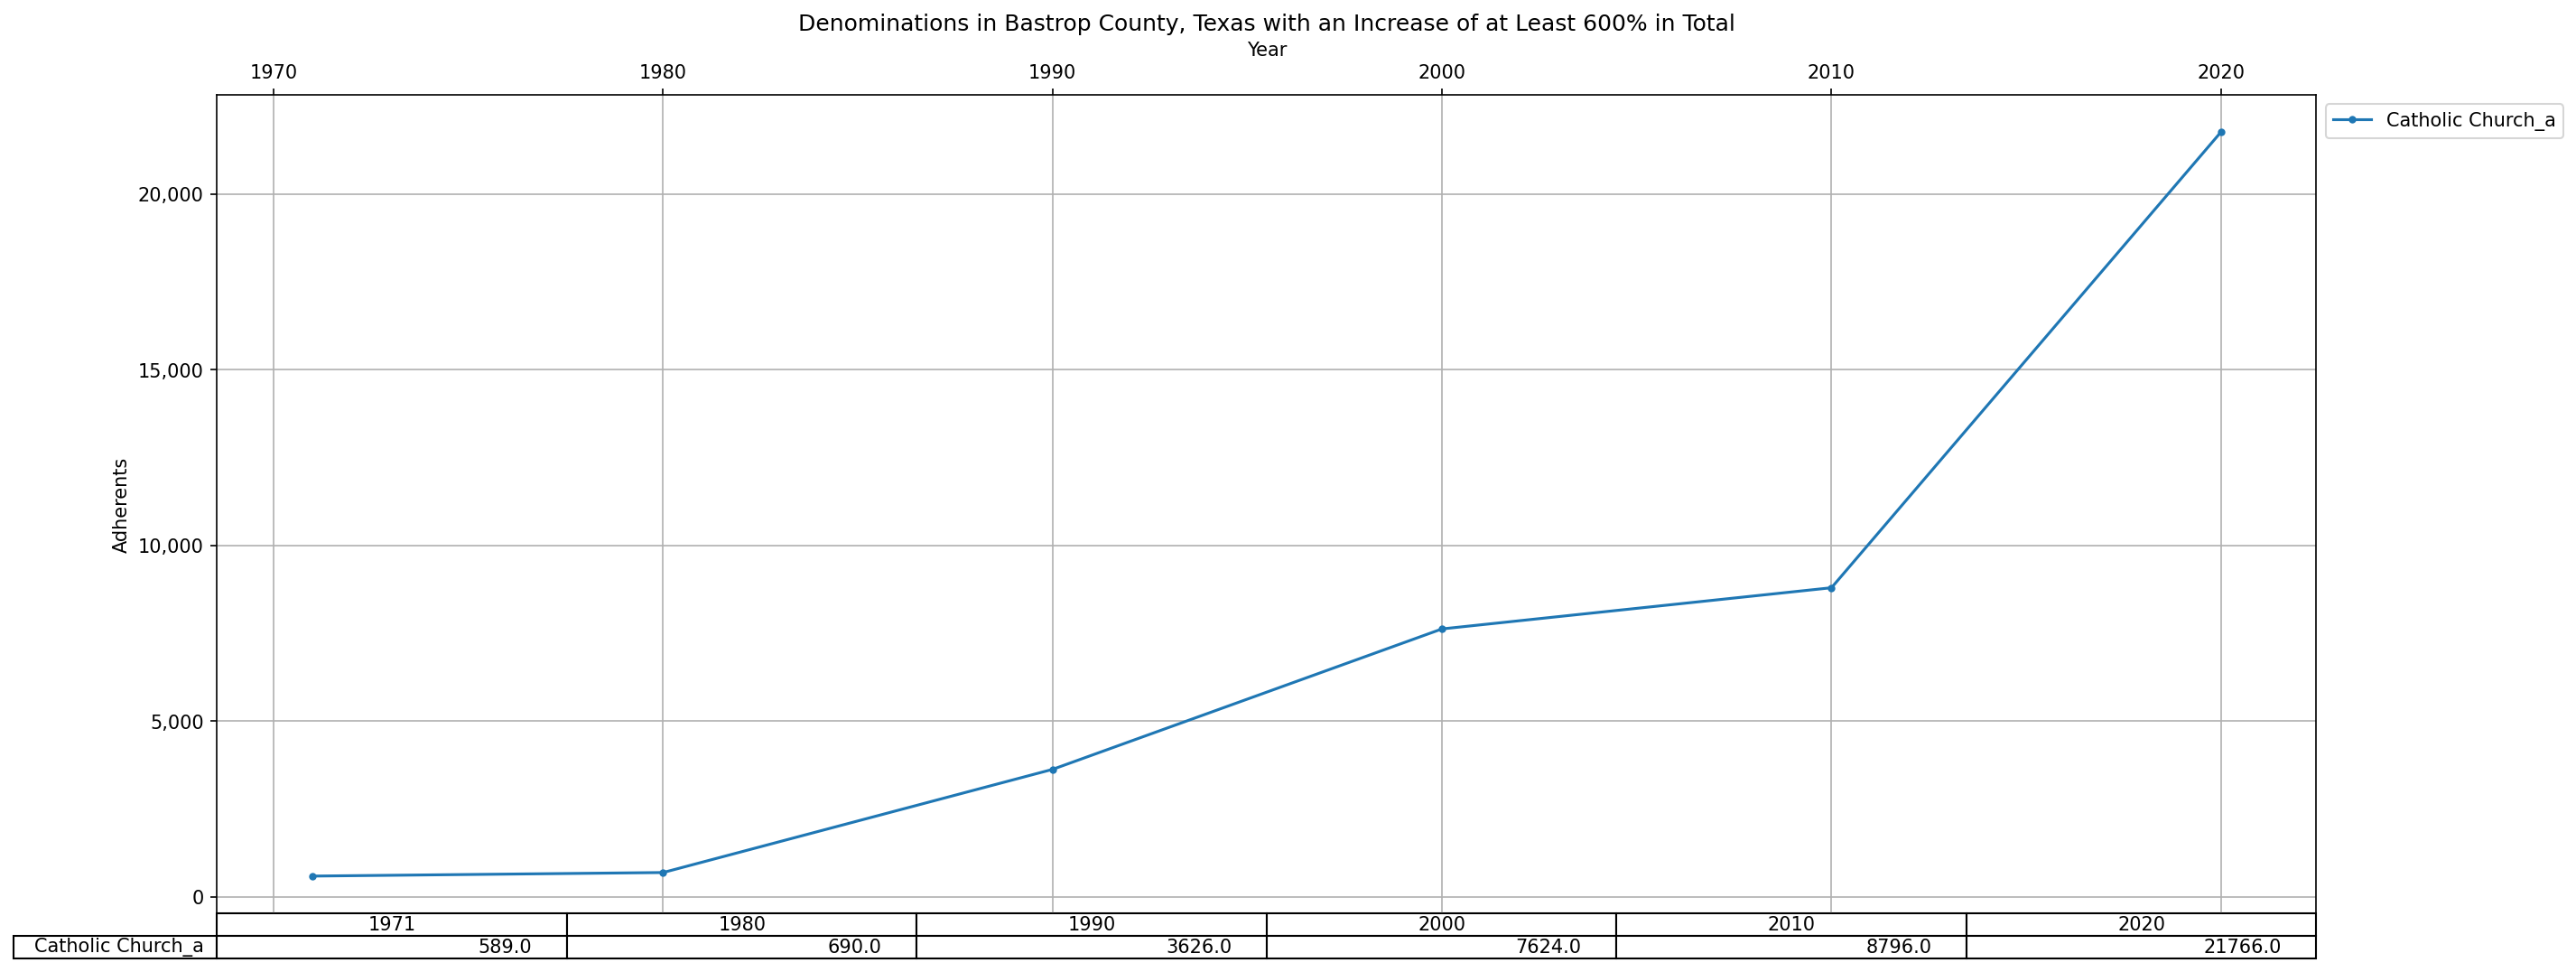 Denominations in Bastrop County, Texas with an Increase of at Least 600% in Total
Year
1970 1980 1990 2000 2010 2020
Catholic Church_a
20,000
15,000
10,000
Adherents
5,000
0
1971 1980 1990 2000 2010 2020
Catholic Church_a 589.0 690.0 3626.0 7624.0 8796.0 21766.0